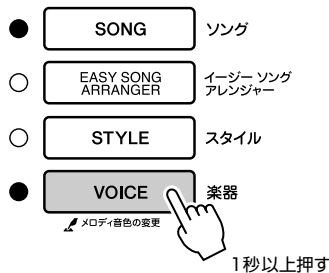 SONG ソング
EASY SONG イージー ソング
ARRANGER アレンジャー
STYLE スタイル
VOICE 楽器
メロディ音色の変更
1秒以上押す